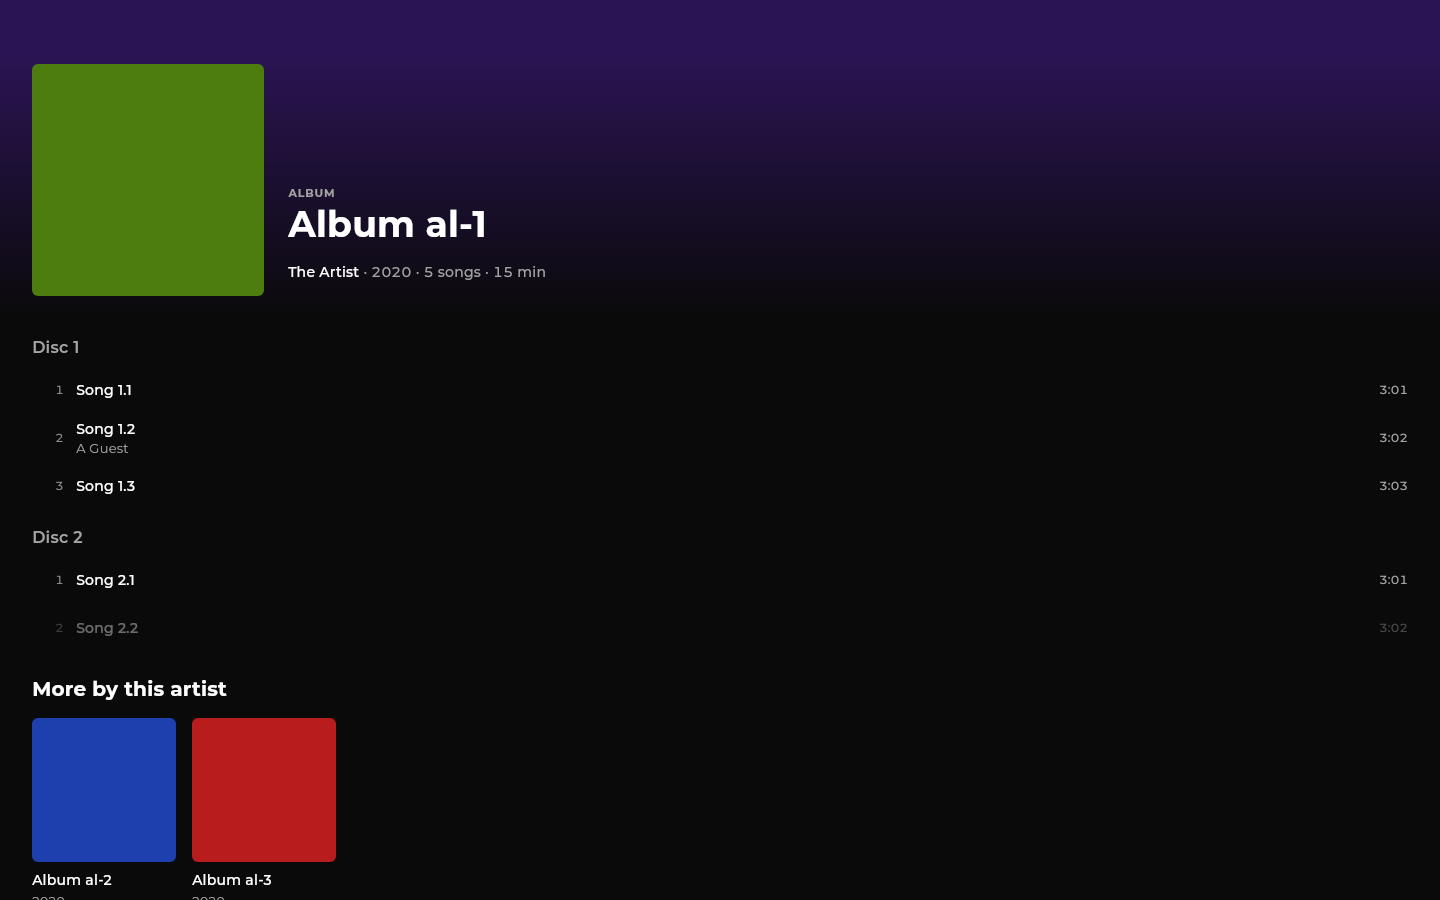 ALBUM
Album al-1
The Artist · 2020 · 5 songs · 15 min
Disc 1
1 Song 1.1 3:01
2 Song 1.2 3:02
A Guest
3 Song 1.3 3:03
Disc 2
1 Song 2.1 3:01
2 Song 2.2 3:02
More by this artist
Album al-2 Album al-3
2020 2020